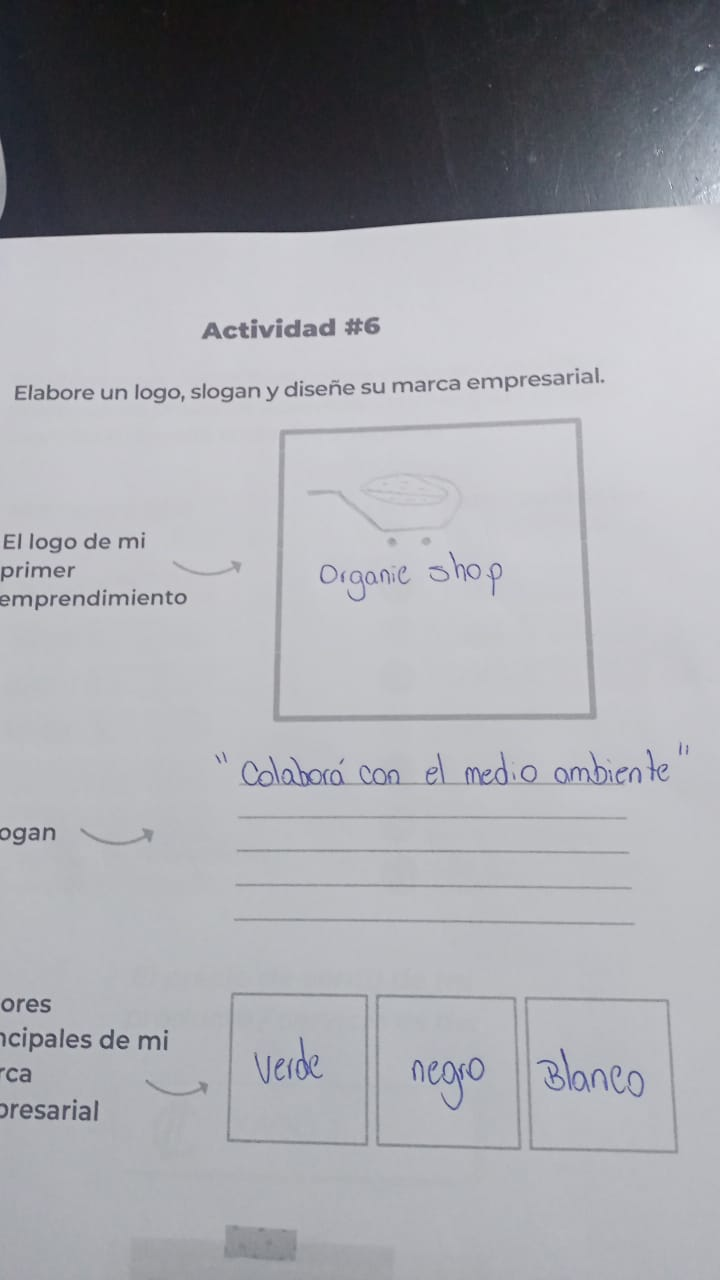 Actividad #6
Elabore un logo, slogan y diseñe su marca empresarial.
El logo de mi
primer
emprendimiento
Organic shop
"Colaborá con el medio ambiente"
ogan
ores
ncipales de mi
rca
presarial
Verde
negro
Blanco